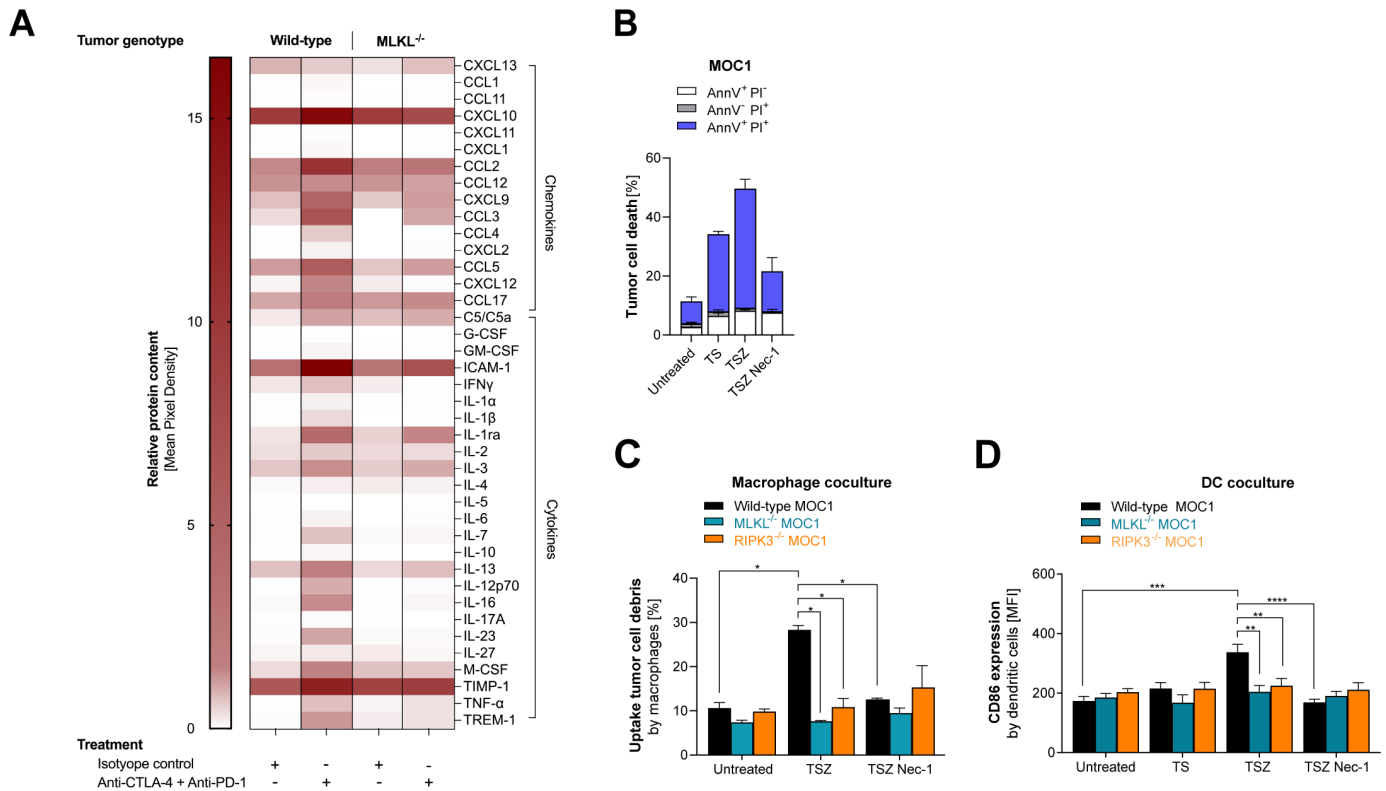 A
Tumor genotype
Wild-type
MLKL-/-
15
10
5
0
Relative protein content
[Mean Pixel Density]
CXCL13
CCL1
CCL11
CXCL10
CXCL11
CXCL1
CCL2
CCL12
CXCL9
CCL3
CCL4
CXCL2
CCL5
CXCL12
CCL17
C5/C5a
G-CSF
GM-CSF
ICAM-1
IFNγ
IL-1α
IL-1β
IL-1ra
IL-2
IL-3
IL-4
IL-5
IL-6
IL-7
IL-10
IL-13
IL-12p70
IL-16
IL-17A
IL-23
IL-27
M-CSF
TIMP-1
TNF-α
TREM-1
Chemokines
Cytokines
Treatment
Isotyope control + - + -
Anti-CTLA-4 + Anti-PD-1 - + - +
B
MOC1
AnnV+ PI-
AnnV- PI+
AnnV+ PI+
Tumor cell death [%]
60
40
20
0
Untreated
TS
TSZ
TSZ Nec-1
C
Macrophage coculture
Wild-type MOC1
MLKL-/- MOC1
RIPK3-/- MOC1
Uptake tumor cell debris
by macrophages [%]
40
30
20
10
0
*
*
*
*
Untreated
TSZ
TSZ Nec-1
D
DC coculture
Wild-type MOC1
MLKL-/- MOC1
RIPK3-/- MOC1
CD86 expression
by dendritic cells [MFI]
600
400
200
0
***
****
**
**
Untreated
TS
TSZ
TSZ Nec-1